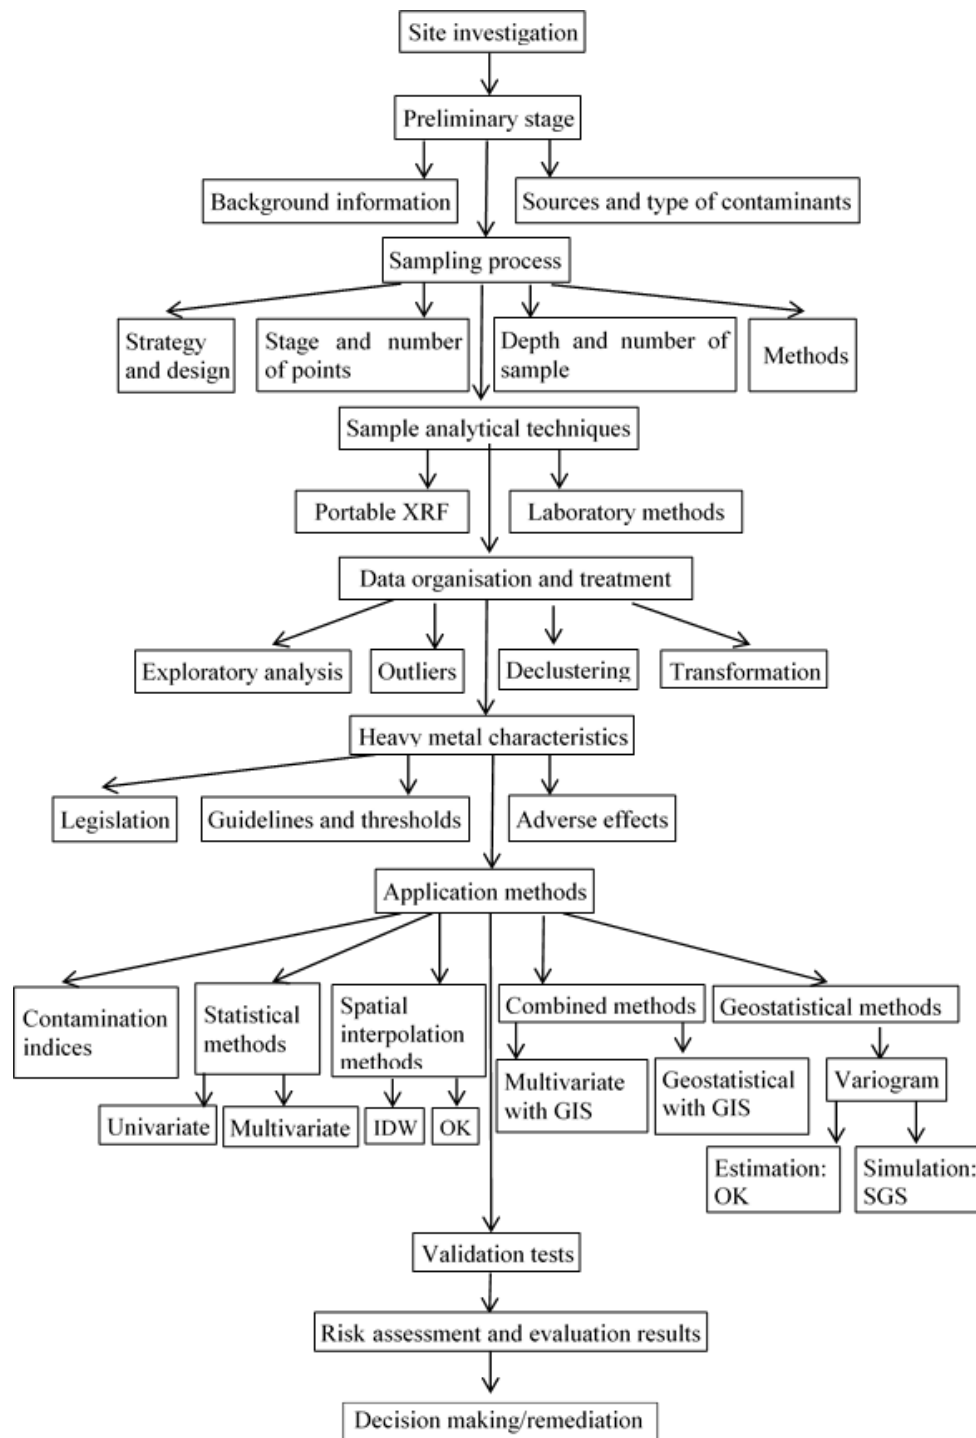 Site investigation
Preliminary stage
Background information
Sources and type of contaminants
Sampling process
Strategy
and design
Stage and number
of points
Depth and number of
sample
Methods
Sample analytical techniques
Portable XRF
Laboratory methods
Data organisation and treatment
Exploratory analysis
Outliers
Declustering
Transformation
Heavy metal characteristics
Legislation
Guidelines and thresholds
Adverse effects
Application methods
Contamination
indices
Statistical
methods
Spatial
interpolation
methods
Combined methods
Geostatistical methods
Univariate
Multivariate
IDW
OK
Multivariate
with GIS
Geostatistical
with GIS
Variogram
Estimation:
OK
Simulation:
SGS
Validation tests
Risk assessment and evaluation results
Decision making/remediation